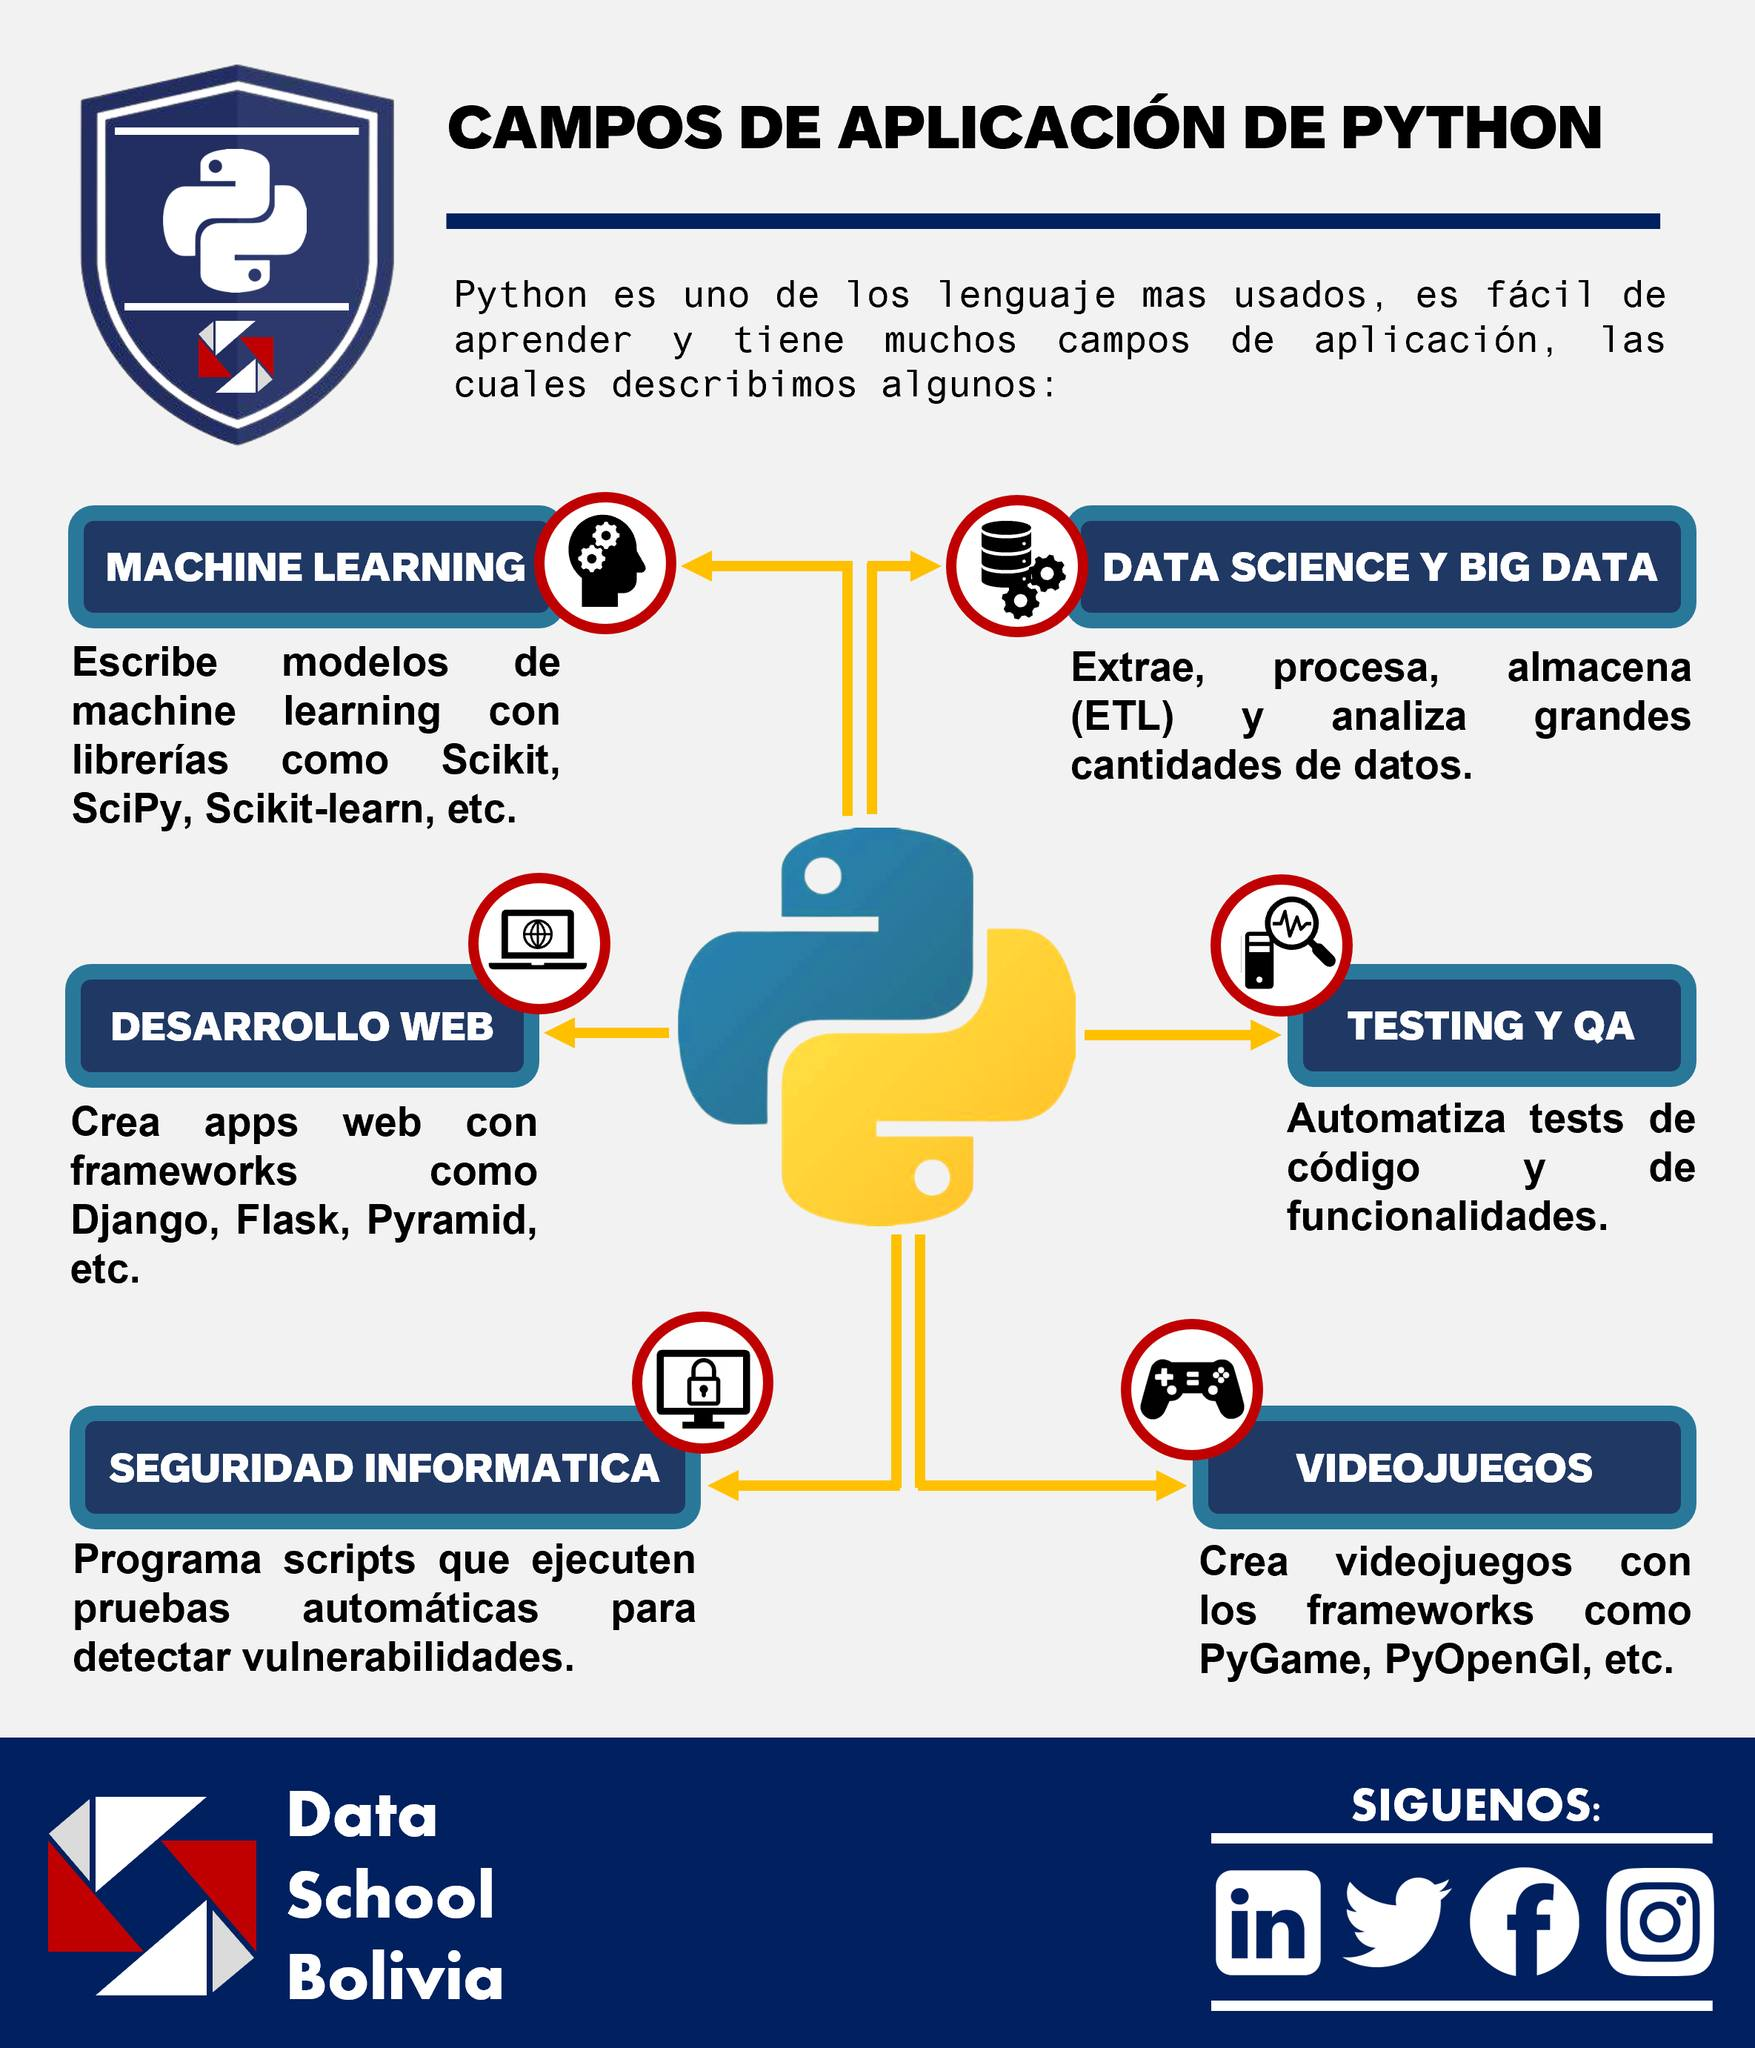 CAMPOS DE APLICACIÓN DE PYTHON
Python es uno de los lenguaje mas usados, es fácil de
aprender y tiene muchos campos de aplicación, las
cuales describimos algunos:
MACHINE LEARNING
Escribe modelos de
machine learning con
librerías como Scikit,
SciPy, Scikit-learn, etc.
DATA SCIENCE Y BIG DATA
Extrae, procesa, almacena
(ETL) y analiza grandes
cantidades de datos.
DESARROLLO WEB
Crea apps web con
frameworks como
Django, Flask, Pyramid,
etc.
TESTING Y QA
Automatiza tests de
código y de
funcionalidades.
SEGURIDAD INFORMATICA
Programa scripts que ejecuten
pruebas automáticas para
detectar vulnerabilidades.
VIDEOJUEGOS
Crea videojuegos con
los frameworks como
PyGame, PyOpenGl, etc.
Data
School
Bolivia
SIGUENOS:
in